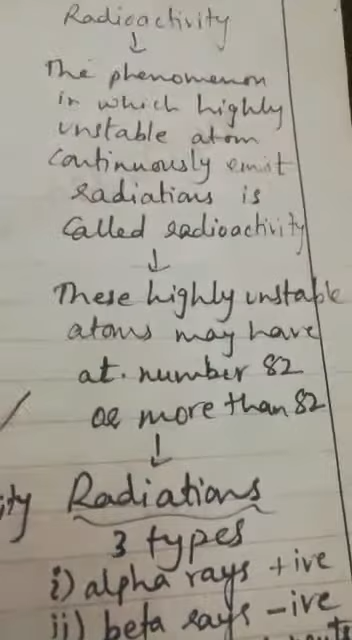 Radioactivity
↓
The phenomenon
in which highly
unstable atom
continuously emit
radiations is
called radioactivity
↓
These highly unstable
atoms may have
at. number 82
or more than 82
↓
ity Radiations
3 types
i) alpha rays +ive
ii) beta rays -ive